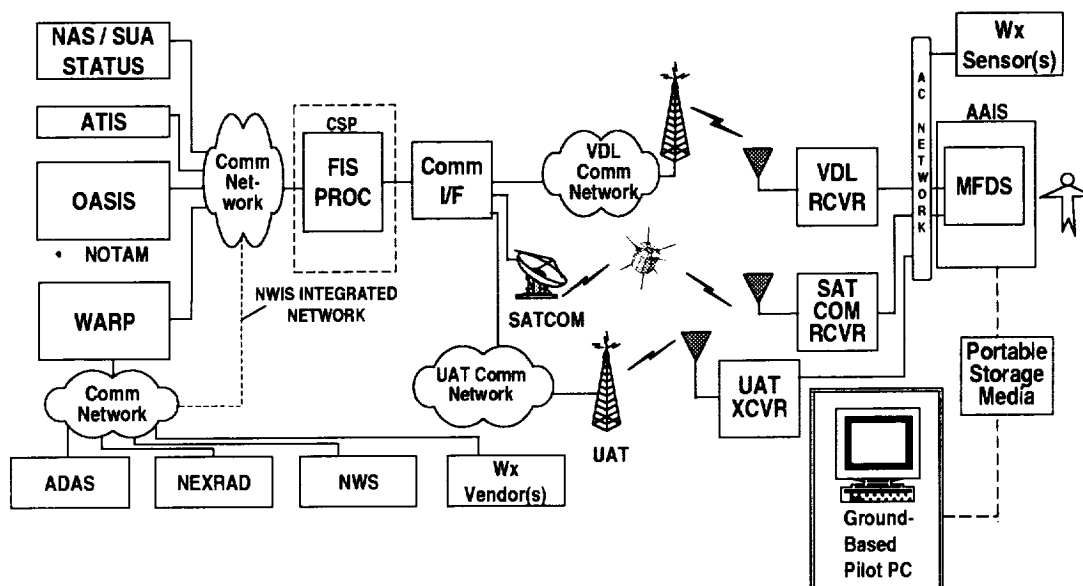 NAS / SUA
STATUS
ATIS
OASIS
• NOTAM
WARP
Comm
Network
ADAS
NEXRAD
NWS
Wx
Vendor(s)
Comm
Net-
work
NWIS INTEGRATED
NETWORK
CSP
FIS
PROC
Comm
I/F
VDL
Comm
Network
SATCOM
UAT Comm
Network
UAT
VDL
RCVR
SAT
COM
RCVR
UAT
XCVR
AC NETWORK
Wx
Sensor(s)
AAIS
MFDS
Portable
Storage
Media
Ground-
Based
Pilot PC